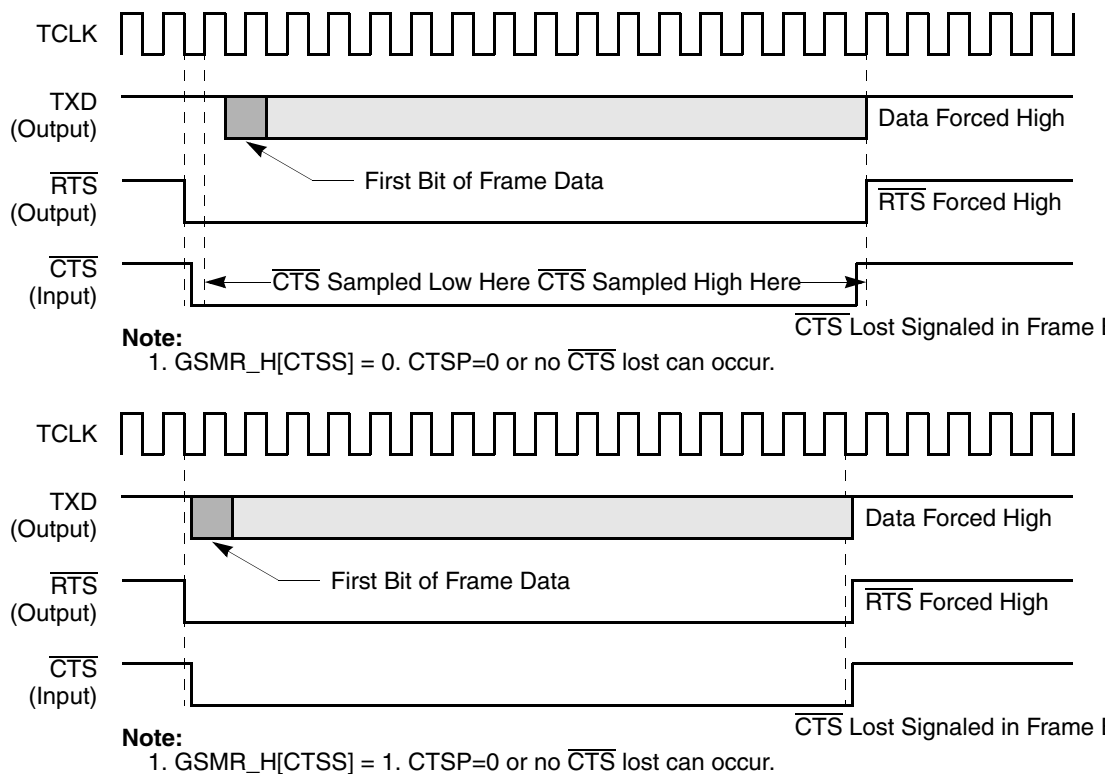 TCLK
TXD
(Output)
Data Forced High
First Bit of Frame Data
RTS
(Output)
RTS Forced High
CTS
(Input)
CTS Sampled Low Here CTS Sampled High Here
CTS Lost Signaled in Frame
Note:
1. GSMR_H[CTSS] = 0. CTSP=0 or no CTS lost can occur.
TCLK
TXD
(Output)
Data Forced High
First Bit of Frame Data
RTS
(Output)
RTS Forced High
CTS
(Input)
CTS Lost Signaled in Frame
Note:
1. GSMR_H[CTSS] = 1. CTSP=0 or no CTS lost can occur.